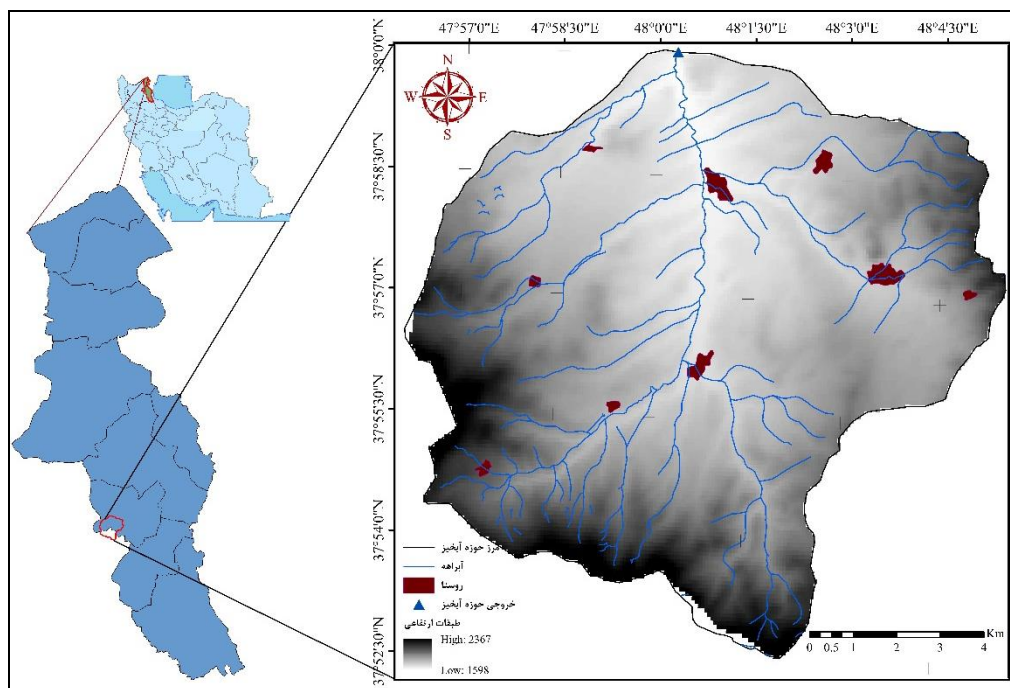 47°57'0"E 47°58'30"E 48°0'0"E 48°1'30"E 48°3'0"E 48°4'30"E
38°0'0"N
37°58'30"N
37°57'0"N
37°55'30"N
37°54'0"N
37°52'30"N
N
W E
S
مرز حوزه آبخیز
آبراهه
روستا
خروجی حوزه آبخیز
طبقات ارتفاعی
High: 2367
Low: 1598
Km
0 0.5 1 2 3 4